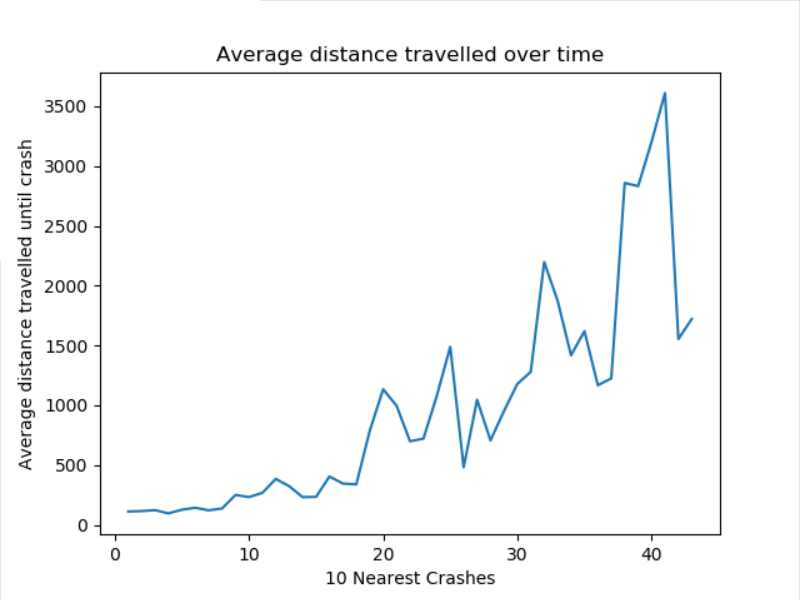 Average distance travelled over time
Average distance travelled until crash
3500
3000
2500
2000
1500
1000
500
0
0 10 20 30 40
10 Nearest Crashes